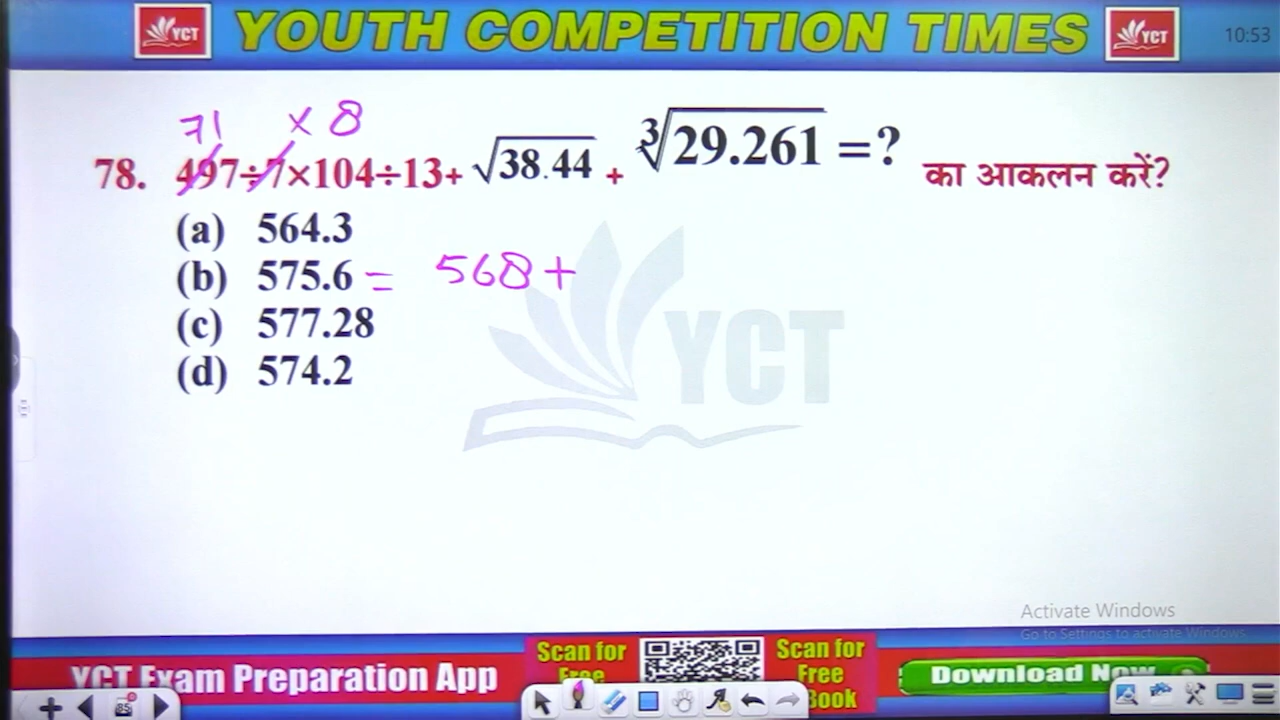 YCT
YOUTH COMPETITION TIMES
YCT
10:53
71 × 8
78. 497÷7×104÷13+ √38.44 + ∛29.261 =? का आकलन करें?
(a) 564.3
(b) 575.6 = 568+
(c) 577.28
(d) 574.2
YCT
Activate Windows
Go to Settings to activate Windows.
YCT Exam Preparation App
Scan for Free
Scan for Free Book
Download Now
85